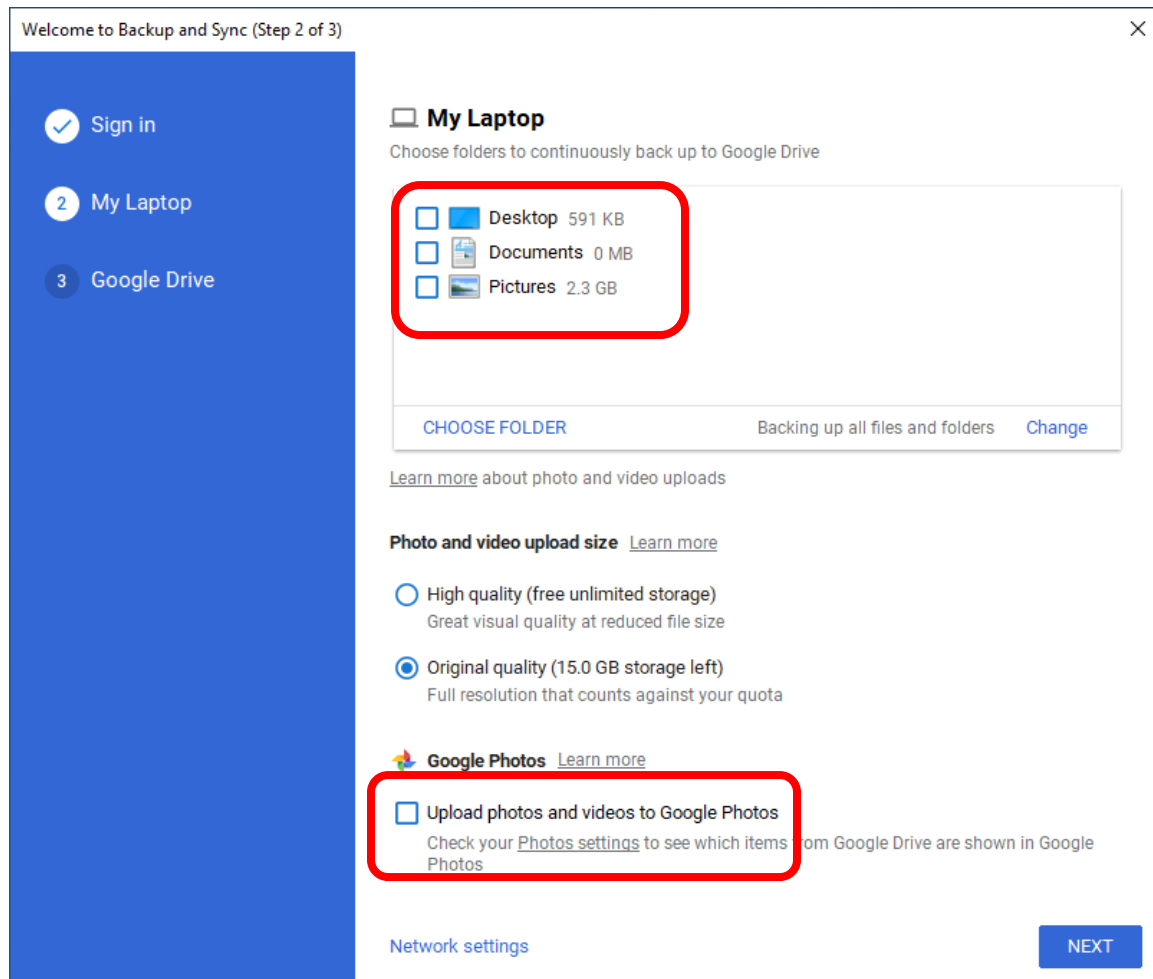 Welcome to Backup and Sync (Step 2 of 3)
Sign in
2 My Laptop
3 Google Drive
My Laptop
Choose folders to continuously back up to Google Drive
Desktop 591 KB
Documents 0 MB
Pictures 2.3 GB
CHOOSE FOLDER Backing up all files and folders Change
Learn more about photo and video uploads
Photo and video upload size Learn more
High quality (free unlimited storage)
Great visual quality at reduced file size
Original quality (15.0 GB storage left)
Full resolution that counts against your quota
Google Photos Learn more
Upload photos and videos to Google Photos
Check your Photos settings to see which items from Google Drive are shown in Google
Photos
Network settings NEXT